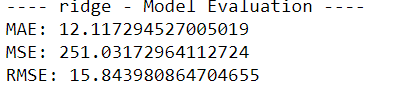 ---- ridge - Model Evaluation ----
MAE: 12.117294527005019
MSE: 251.03172964112724
RMSE: 15.843980864704655